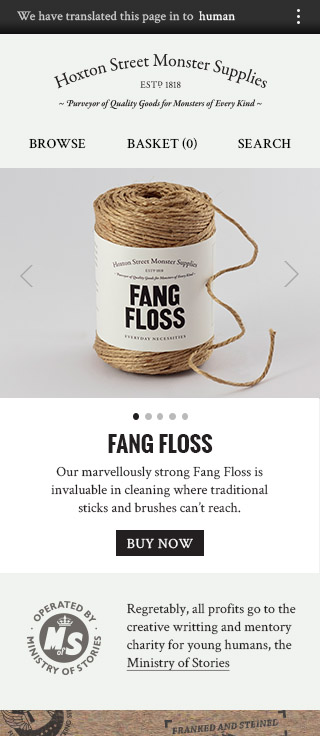 We have translated this page in to human
Hoxton Street Monster Supplies
ESTD 1818
~ Purveyor of Quality Goods for Monsters of Every Kind ~
BROWSE BASKET (0) SEARCH
Hoxton Street Monster Supplies
ESTD 1818
~ Purveyor of Quality Goods for Monsters of Every Kind ~
FANG
FLOSS
EVERYDAY NECESSITIES
FANG FLOSS
Our marvellously strong Fang Floss is
invaluable in cleaning where traditional
sticks and brushes can't reach.
BUY NOW
OPERATED BY
MofS
MINISTRY OF STORIES
Regretably, all profits go to the
creative writting and mentory
charity for young humans, the
Ministry of Stories
FRANKED AND STEINED